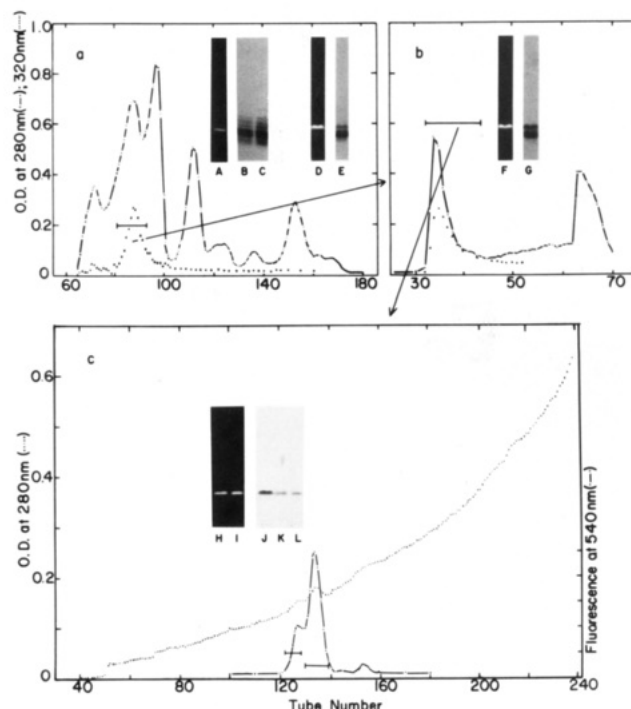 O.D. at 280nm(---); 320nm(···)
1.0
0.8
0.6
0.4
0.2
0
a
A B C D E
60 100 140 180
b
F G
30 50 70
c
O.D. at 280nm (···)
0.6
0.4
0.2
0
H I J K L
40 80 120 160 200 240
Tube Number
Fluorescence at 540nm(—)